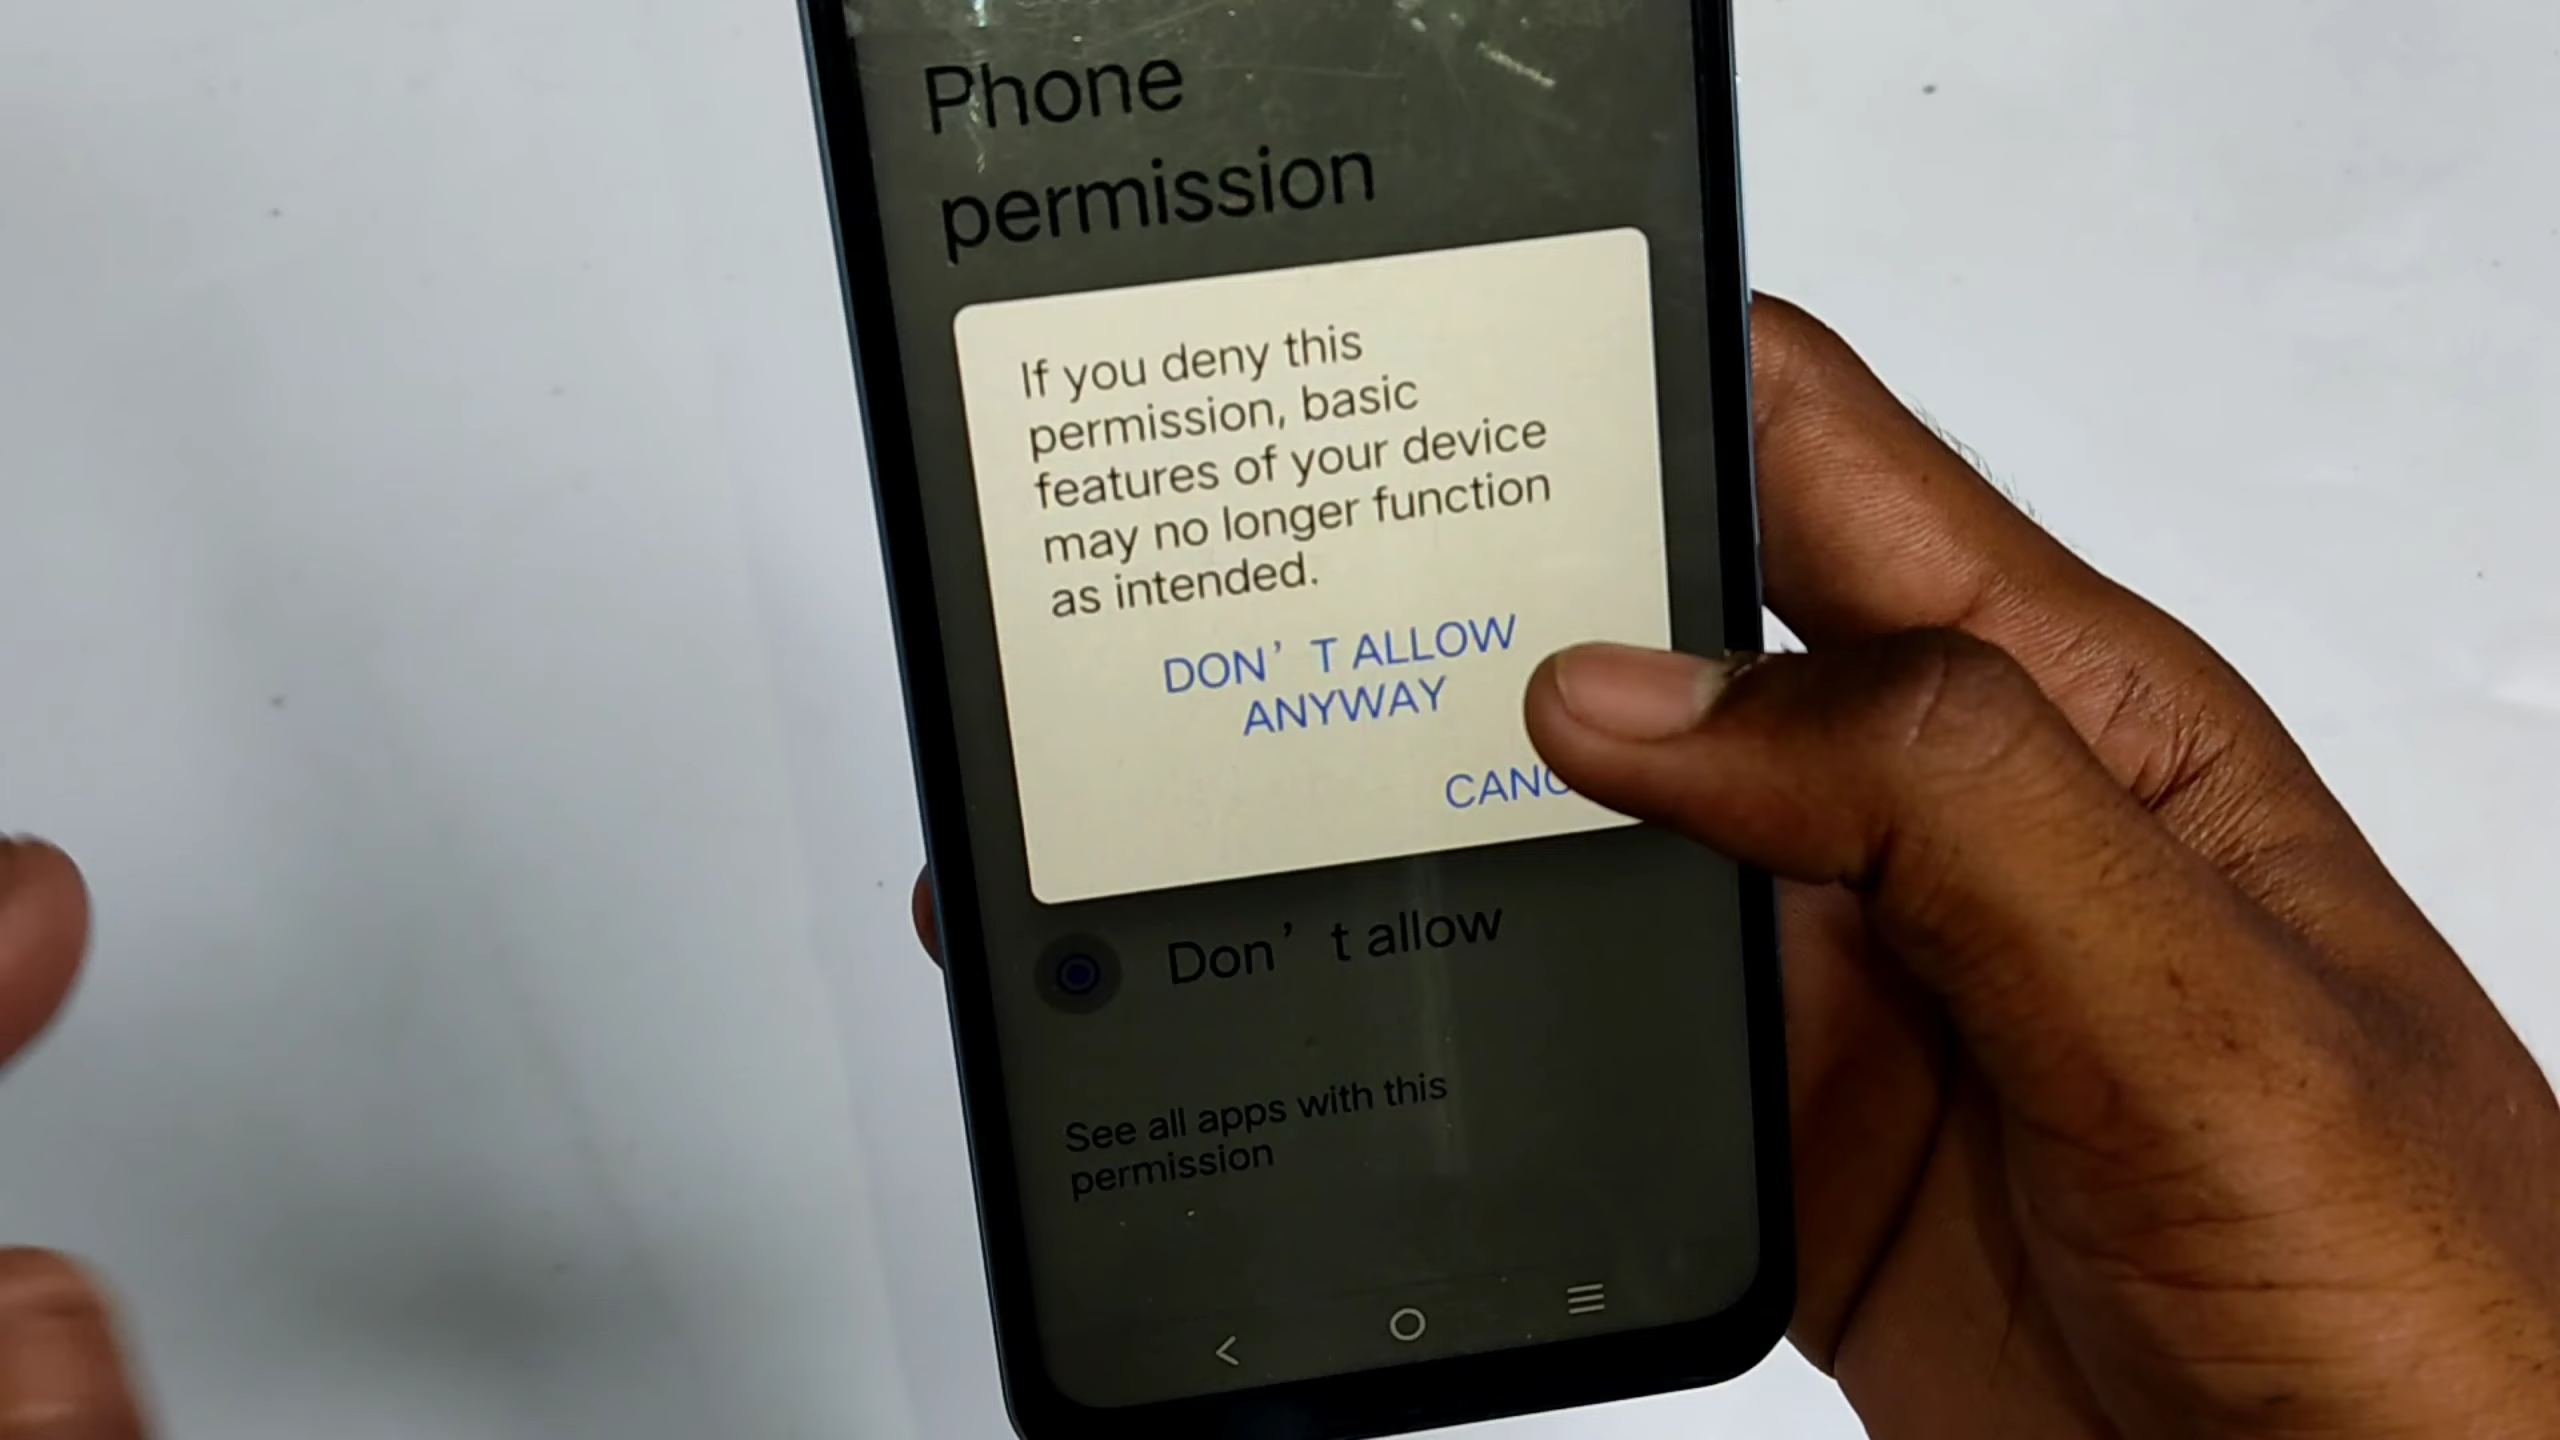 Phone
permission
If you deny this
permission, basic
features of your device
may no longer function
as intended.
DON’ T ALLOW
ANYWAY
Don’ t allow
See all apps with this
permission